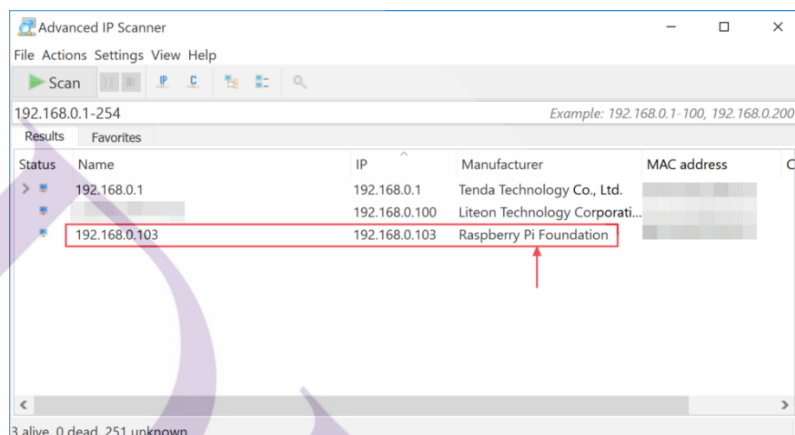 Advanced IP Scanner
File Actions Settings View Help
Scan IP C
192.168.0.1-254 Example: 192.168.0.1-100, 192.168.0.200
Results Favorites
Status Name IP Manufacturer MAC address C
192.168.0.1 192.168.0.1 Tenda Technology Co., Ltd.
192.168.0.100 Liteon Technology Corporati...
192.168.0.103 192.168.0.103 Raspberry Pi Foundation
3 alive, 0 dead, 251 unknown